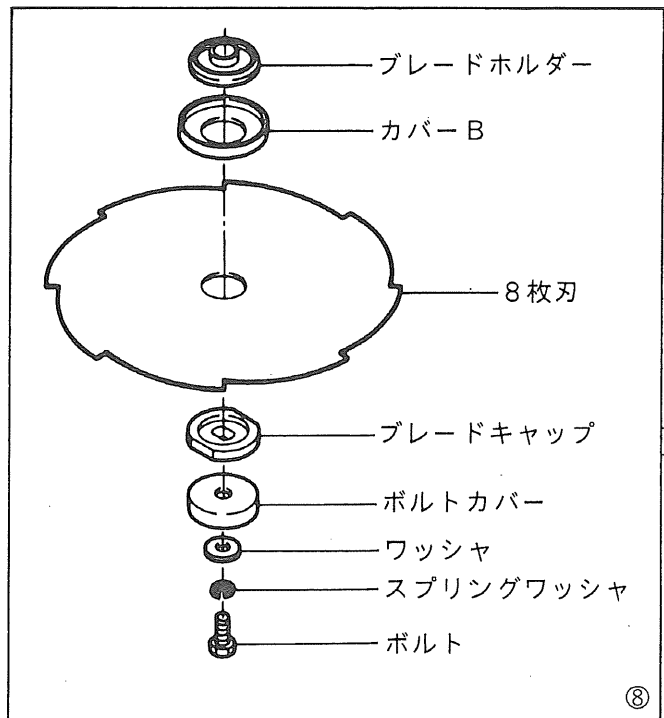 ブレードホルダー
カバーB
8枚刃
ブレードキャップ
ボルトカバー
ワッシャ
スプリングワッシャ
ボルト
⑧